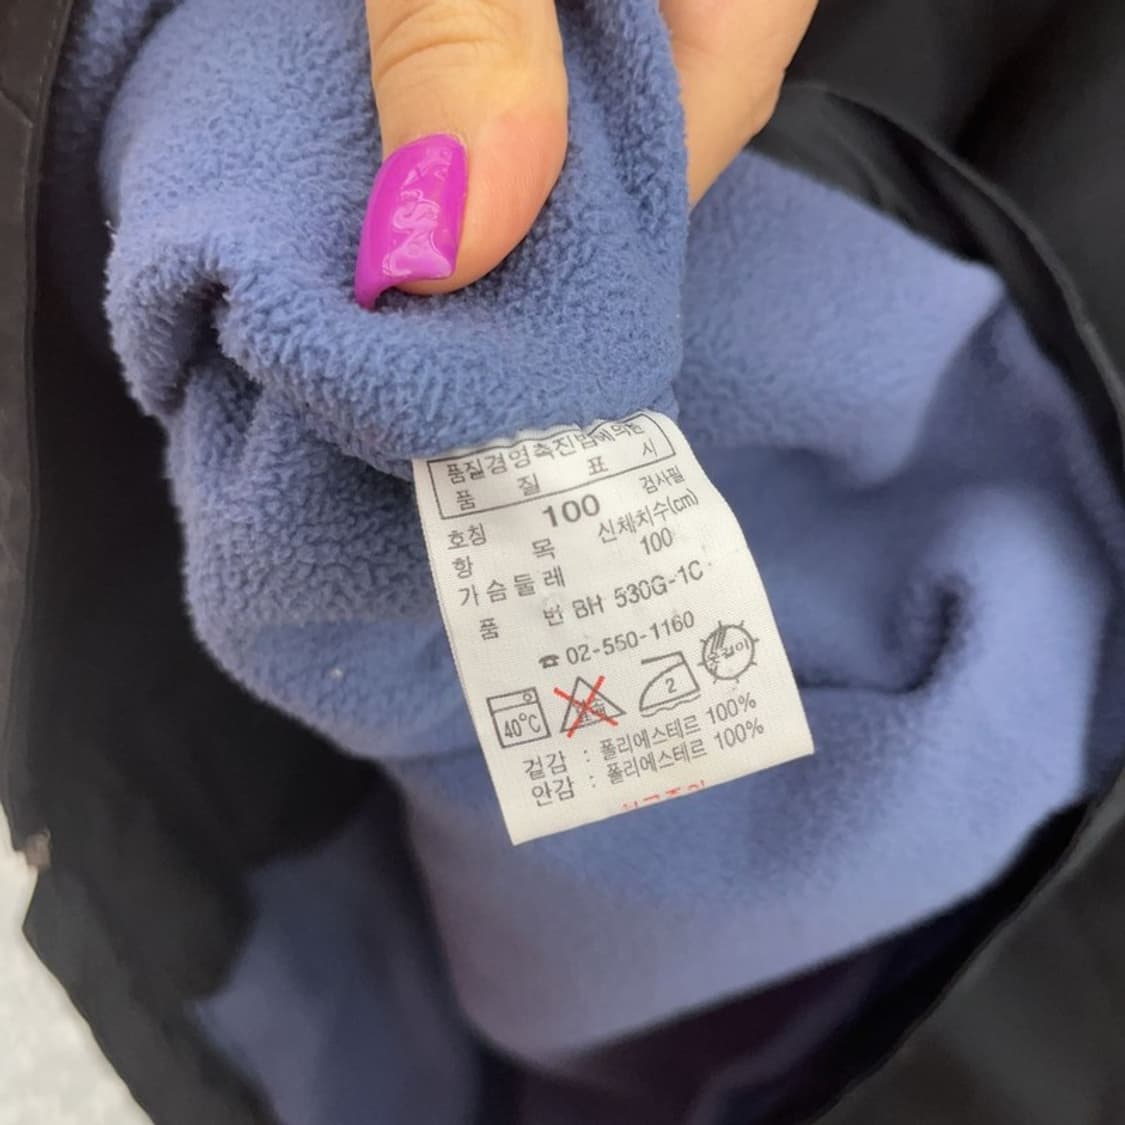 품질경영촉진법에의한
품 질 표 시
검사필
호칭 100
항 목 신체치수(cm)
가슴둘레 100
품 번 BH 530G-1C
☎ 02-550-1160
40°C
2
옷걸이
겉감 : 폴리에스테르 100%
안감 : 폴리에스테르 100%